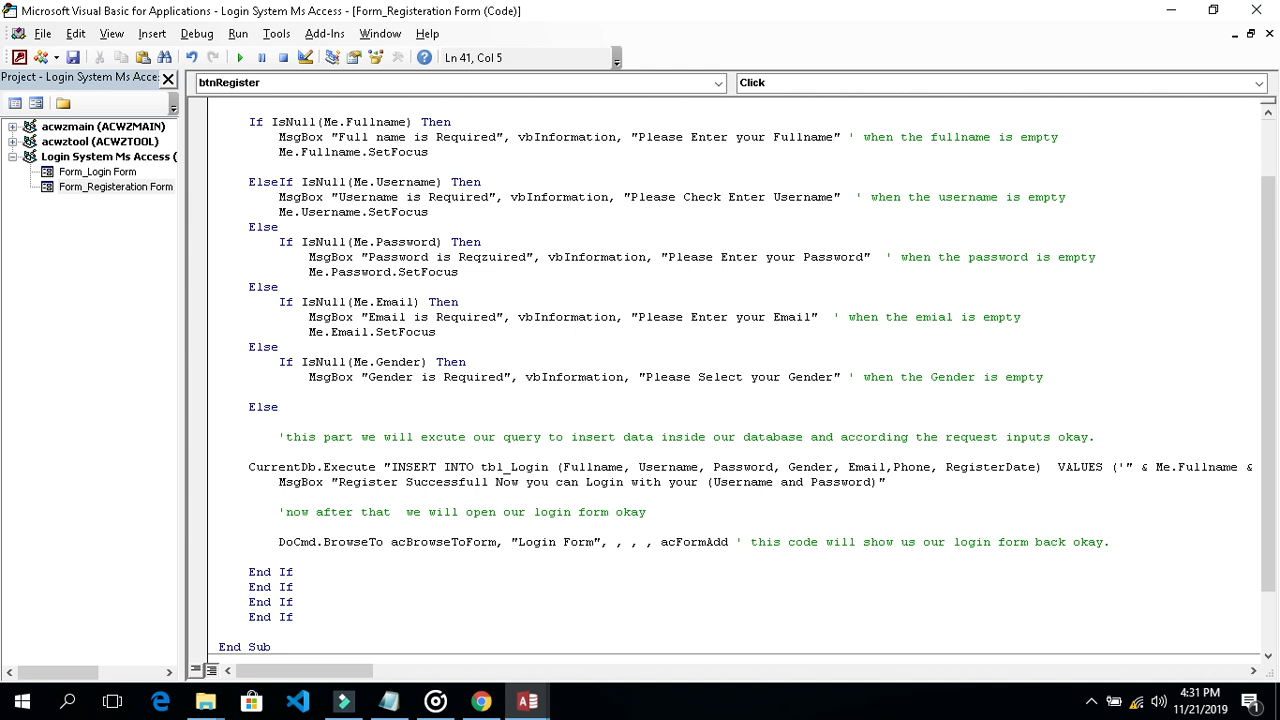 Microsoft Visual Basic for Applications - Login System Ms Access - [Form_Registeration Form (Code)]
File Edit View Insert Debug Run Tools Add-Ins Window Help
Ln 41, Col 5
Project - Login System Ms Acce:
btnRegister Click
acwzmain (ACWZMAIN)
acwztool (ACWZTOOL)
Login System Ms Access (
Form_Login Form
Form_Registeration Form
If IsNull(Me.Fullname) Then
MsgBox "Full name is Required", vbInformation, "Please Enter your Fullname" ' when the fullname is empty
Me.Fullname.SetFocus
ElseIf IsNull(Me.Username) Then
MsgBox "Username is Required", vbInformation, "Please Check Enter Username"  ' when the username is empty
Me.Username.SetFocus
Else
If IsNull(Me.Password) Then
MsgBox "Password is Reqzuired", vbInformation, "Please Enter your Password"  ' when the password is empty
Me.Password.SetFocus
Else
If IsNull(Me.Email) Then
MsgBox "Email is Required", vbInformation, "Please Enter your Email"  ' when the emial is empty
Me.Email.SetFocus
Else
If IsNull(Me.Gender) Then
MsgBox "Gender is Required", vbInformation, "Please Select your Gender" ' when the Gender is empty
Else
'this part we will excute our query to insert data inside our database and according the request inputs okay.
CurrentDb.Execute "INSERT INTO tbl_Login (Fullname, Username, Password, Gender, Email,Phone, RegisterDate)  VALUES ('" & Me.Fullname &
MsgBox "Register Successfull Now you can Login with your (Username and Password)"
'now after that  we will open our login form okay
DoCmd.BrowseTo acBrowseToForm, "Login Form", , , , acFormAdd ' this code will show us our login form back okay.
End If
End If
End If
End If
End Sub
4:31 PM
11/21/2019
1